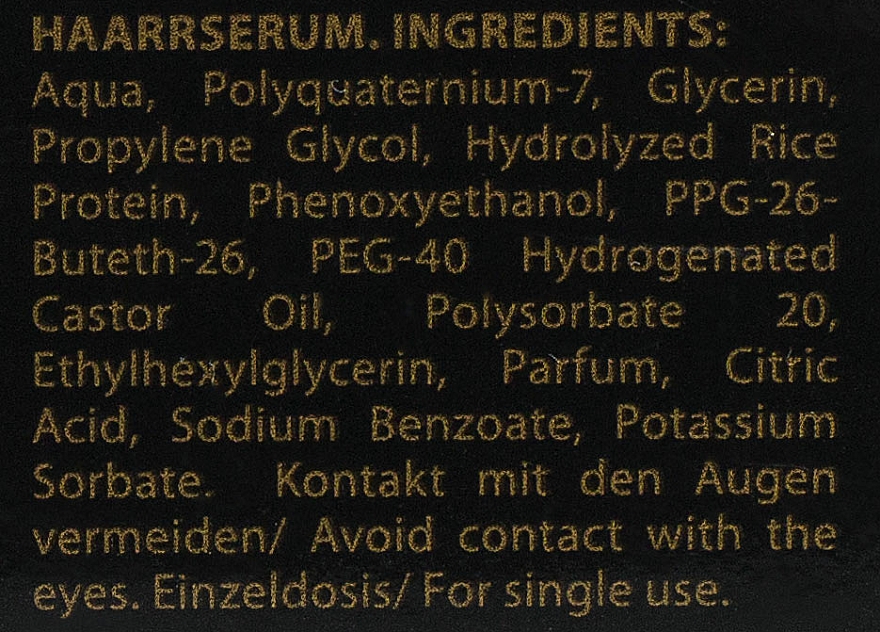 HAARRSERUM. INGREDIENTS:
Aqua, Polyquaternium-7, Glycerin,
Propylene Glycol, Hydrolyzed Rice
Protein, Phenoxyethanol, PPG-26-
Buteth-26, PEG-40 Hydrogenated
Castor Oil, Polysorbate 20,
Ethylhexylglycerin, Parfum, Citric
Acid, Sodium Benzoate, Potassium
Sorbate. Kontakt mit den Augen
vermeiden/ Avoid contact with the
eyes. Einzeldosis/ For single use.